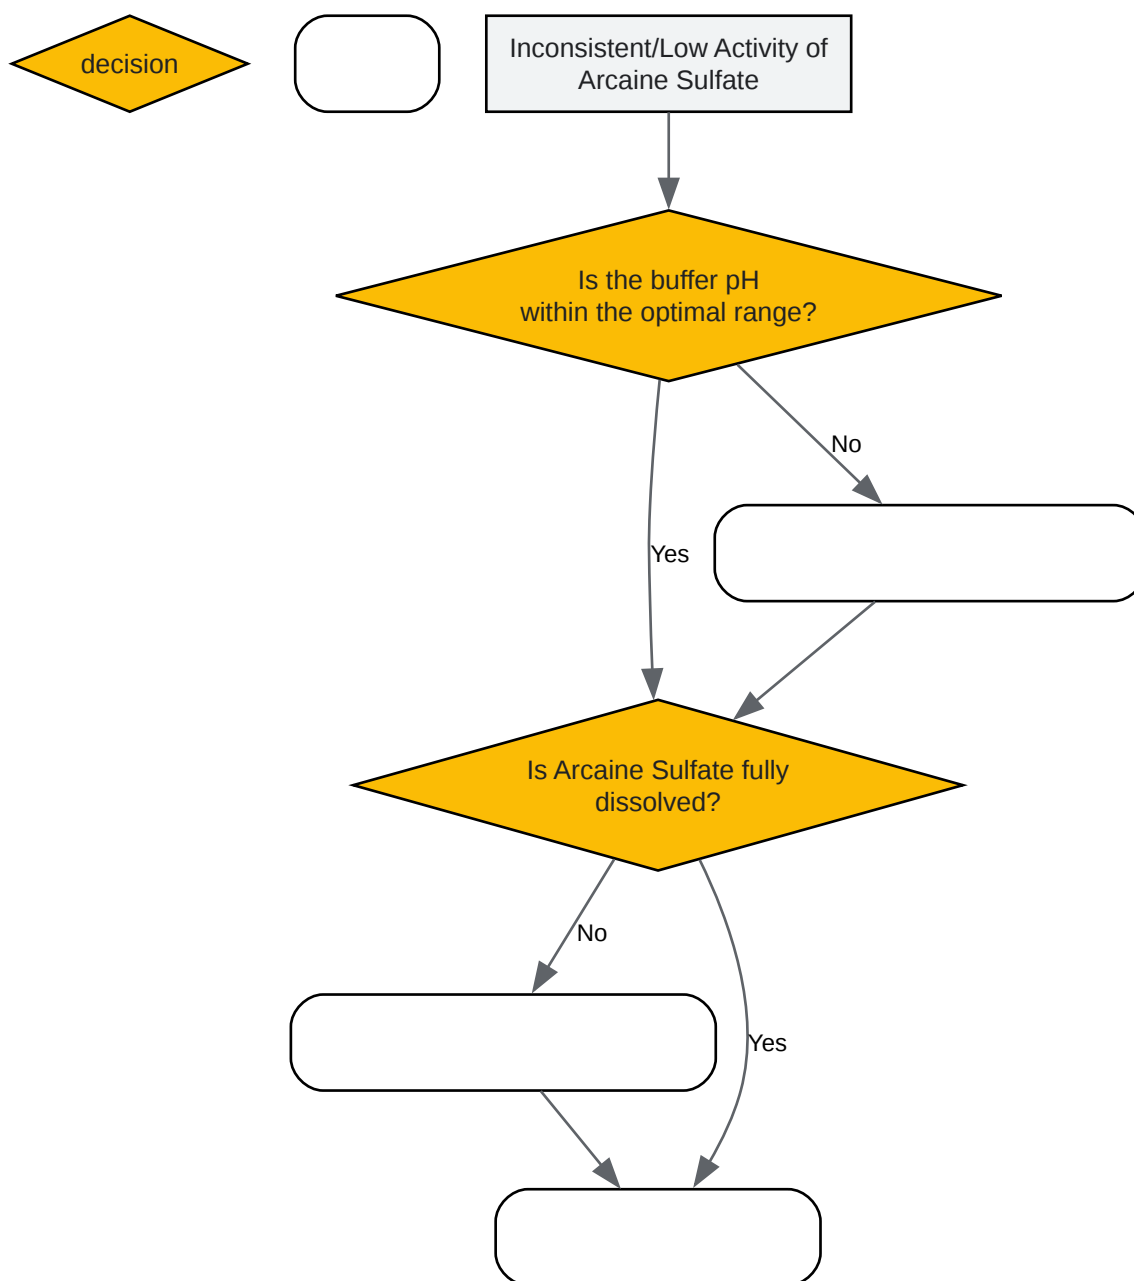 decision
Inconsistent/Low Activity of
Arcaine Sulfate
Is the buffer pH
within the optimal range?
No
Yes
Is Arcaine Sulfate fully
dissolved?
No
Yes